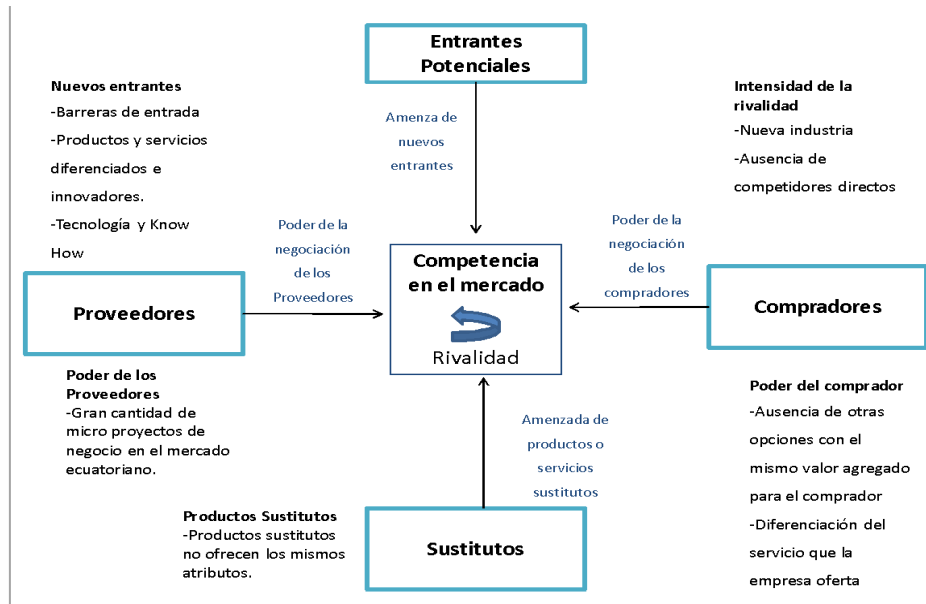 Entrantes
Potenciales
Nuevos entrantes
-Barreras de entrada
-Productos y servicios
diferenciados e
innovadores.
-Tecnología y Know
How
Amenza de
nuevos
entrantes
Intensidad de la
rivalidad
-Nueva industria
-Ausencia de
competidores directos
Poder de la
negociación
de los
Proveedores
Poder de la
negociación
de los
compradores
Proveedores
Competencia
en el mercado
Rivalidad
Compradores
Poder de los
Proveedores
-Gran cantidad de
micro proyectos de
negocio en el mercado
ecuatoriano.
Amenzada de
productos o
servicios
sustitutos
Poder del comprador
-Ausencia de otras
opciones con el
mismo valor agregado
para el comprador
-Diferenciación del
servicio que la
empresa oferta
Productos Sustitutos
-Productos sustitutos
no ofrecen los mismos
atributos.
Sustitutos